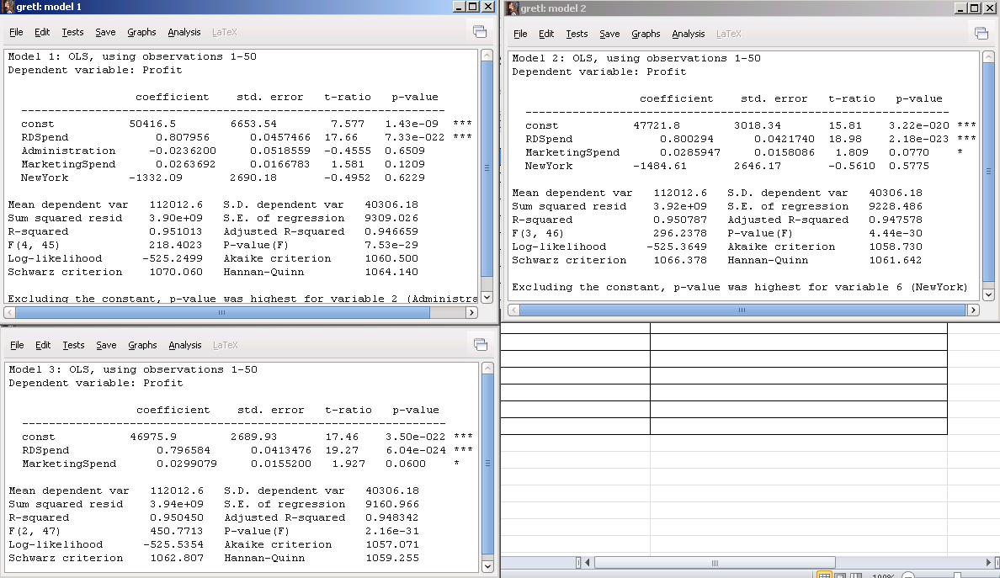 gretl: model 1
File Edit Tests Save Graphs Analysis LaTeX
Model 1: OLS, using observations 1-50
Dependent variable: Profit
coefficient std. error t-ratio p-value
const 50416.5 6653.54 7.577 1.43e-09 ***
RDSpend 0.807956 0.0457466 17.66 7.33e-022 ***
Administration -0.0236200 0.0518559 -0.4555 0.6509
MarketingSpend 0.0263692 0.0166783 1.581 0.1209
NewYork -1332.09 2690.18 -0.4952 0.6229
Mean dependent var 112012.6 S.D. dependent var 40306.18
Sum squared resid 3.90e+09 S.E. of regression 9309.026
R-squared 0.951013 Adjusted R-squared 0.946659
F(4, 45) 218.4023 P-value(F) 7.53e-29
Log-likelihood -525.2499 Akaike criterion 1060.500
Schwarz criterion 1070.060 Hannan-Quinn 1064.140
Excluding the constant, p-value was highest for variable 2 (Administra
gretl: model 2
File Edit Tests Save Graphs Analysis LaTeX
Model 2: OLS, using observations 1-50
Dependent variable: Profit
coefficient std. error t-ratio p-value
const 47721.8 3018.34 15.81 3.22e-020 ***
RDSpend 0.800294 0.0421740 18.98 2.18e-023 ***
MarketingSpend 0.0285947 0.0158086 1.809 0.0770 *
NewYork -1484.61 2646.17 -0.5610 0.5775
Mean dependent var 112012.6 S.D. dependent var 40306.18
Sum squared resid 3.92e+09 S.E. of regression 9228.486
R-squared 0.950787 Adjusted R-squared 0.947578
F(3, 46) 296.2378 P-value(F) 4.44e-30
Log-likelihood -525.3649 Akaike criterion 1058.730
Schwarz criterion 1066.378 Hannan-Quinn 1061.642
Excluding the constant, p-value was highest for variable 6 (NewYork)
File Edit Tests Save Graphs Analysis LaTeX
Model 3: OLS, using observations 1-50
Dependent variable: Profit
coefficient std. error t-ratio p-value
const 46975.9 2689.93 17.46 3.50e-022 ***
RDSpend 0.796584 0.0413476 19.27 6.04e-024 ***
MarketingSpend 0.0299079 0.0155200 1.927 0.0600 *
Mean dependent var 112012.6 S.D. dependent var 40306.18
Sum squared resid 3.94e+09 S.E. of regression 9160.966
R-squared 0.950450 Adjusted R-squared 0.948342
F(2, 47) 450.7713 P-value(F) 2.16e-31
Log-likelihood -525.5354 Akaike criterion 1057.071
Schwarz criterion 1062.807 Hannan-Quinn 1059.255
100%